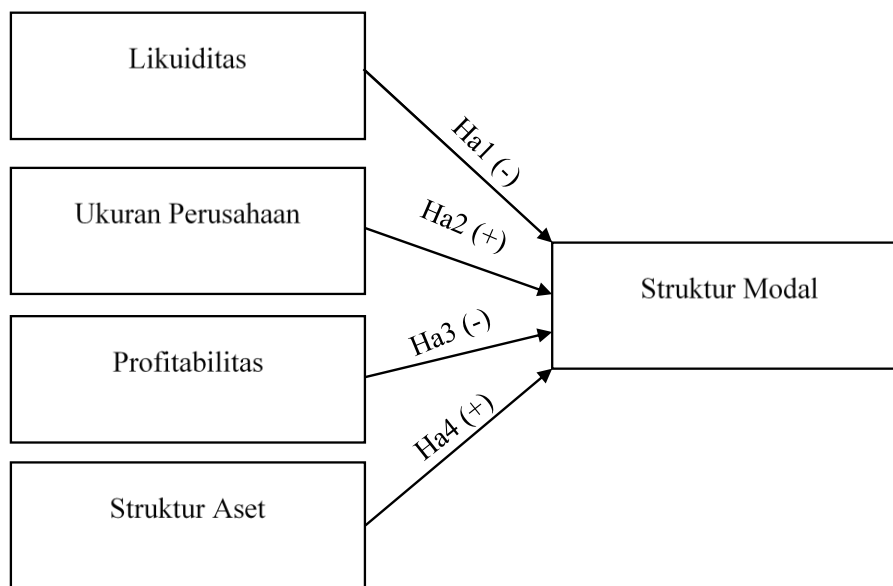 Likuiditas
Ha1 (-)
Ukuran Perusahaan
Ha2 (+)
Struktur Modal
Profitabilitas
Ha3 (-)
Ha4 (+)
Struktur Aset